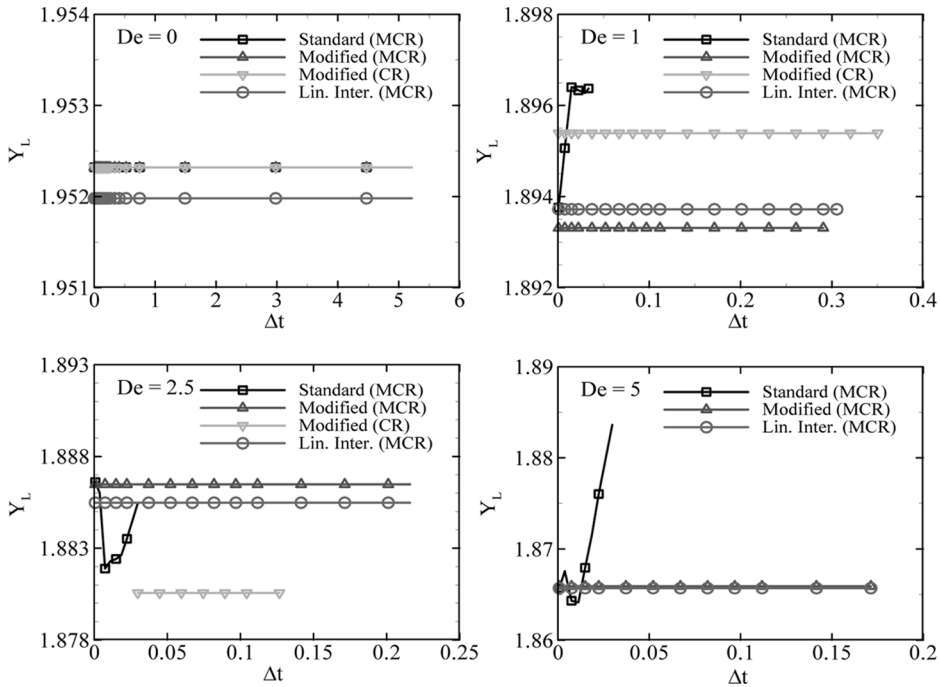 1.954
1.953
1.952
1.951
Y_L
De = 0
Standard (MCR)
Modified (MCR)
Modified (CR)
Lin. Inter. (MCR)
0 1 2 3 4 5 6
Δt
1.898
1.896
1.894
1.892
Y_L
De = 1
Standard (MCR)
Modified (MCR)
Modified (CR)
Lin. Inter. (MCR)
0 0.1 0.2 0.3 0.4
Δt
1.893
1.888
1.883
1.878
Y_L
De = 2.5
Standard (MCR)
Modified (MCR)
Modified (CR)
Lin. Inter. (MCR)
0 0.05 0.1 0.15 0.2 0.25
Δt
1.89
1.88
1.87
1.86
Y_L
De = 5
Standard (MCR)
Modified (MCR)
Lin. Inter. (MCR)
0 0.05 0.1 0.15 0.2
Δt